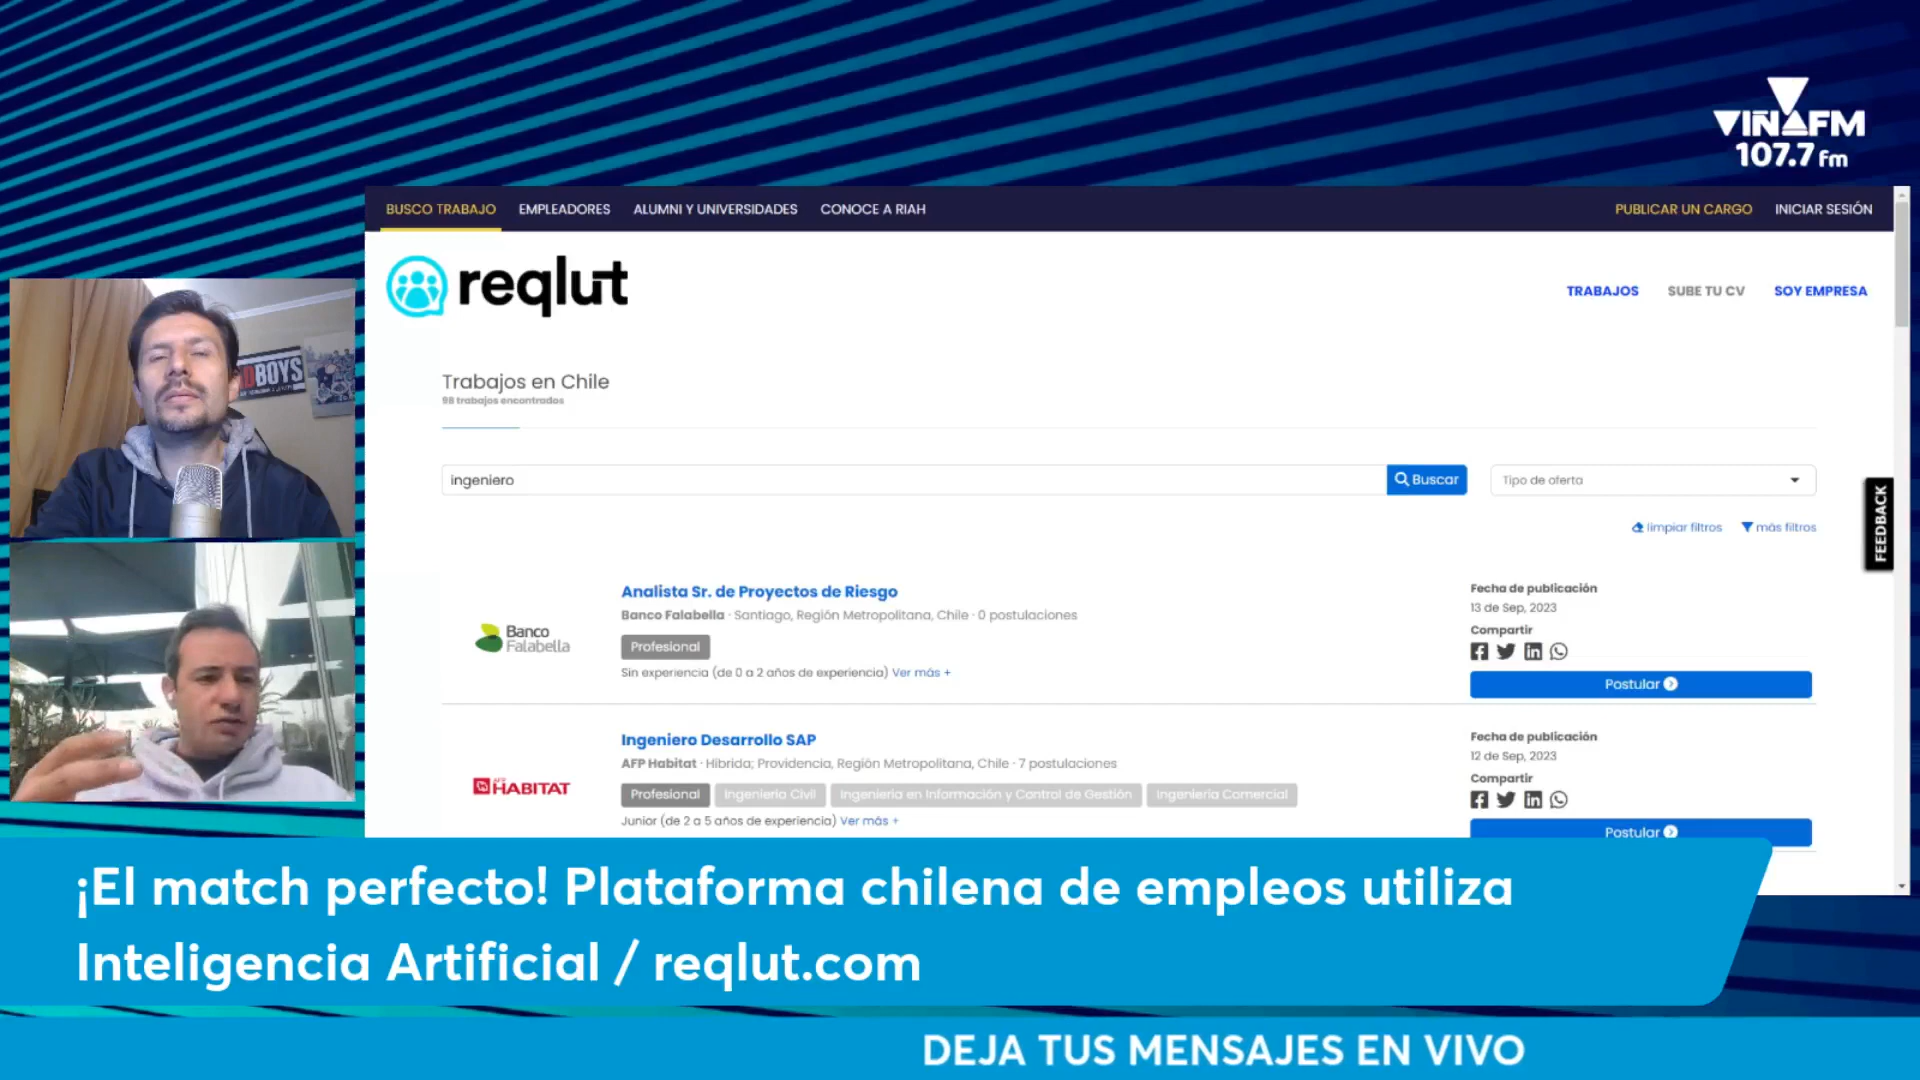 VIÑAFM
107.7 fm
BUSCO TRABAJO EMPLEADORES ALUMNI Y UNIVERSIDADES CONOCE A RIAH PUBLICAR UN CARGO INICIAR SESIÓN
reqlut
TRABAJOS SUBE TU CV SOY EMPRESA
Trabajos en Chile
98 trabajos encontrados
ingeniero Buscar Tipo de oferta
limpiar filtros más filtros
FEEDBACK
Banco
Falabella
Analista Sr. de Proyectos de Riesgo
Banco Falabella · Santiago, Región Metropolitana, Chile · 0 postulaciones
Profesional
Sin experiencia (de 0 a 2 años de experiencia) Ver más +
Fecha de publicación
13 de Sep, 2023
Compartir
Postular
AFP
HABITAT
Ingeniero Desarrollo SAP
AFP Habitat · Híbrida; Providencia, Región Metropolitana, Chile · 7 postulaciones
Profesional Ingeniería Civil Ingeniería en Información y Control de Gestión Ingeniería Comercial
Junior (de 2 a 5 años de experiencia) Ver más +
Fecha de publicación
12 de Sep, 2023
Compartir
Postular
BOYS
¡El match perfecto! Plataforma chilena de empleos utiliza
Inteligencia Artificial / reqlut.com
DEJA TUS MENSAJES EN VIVO